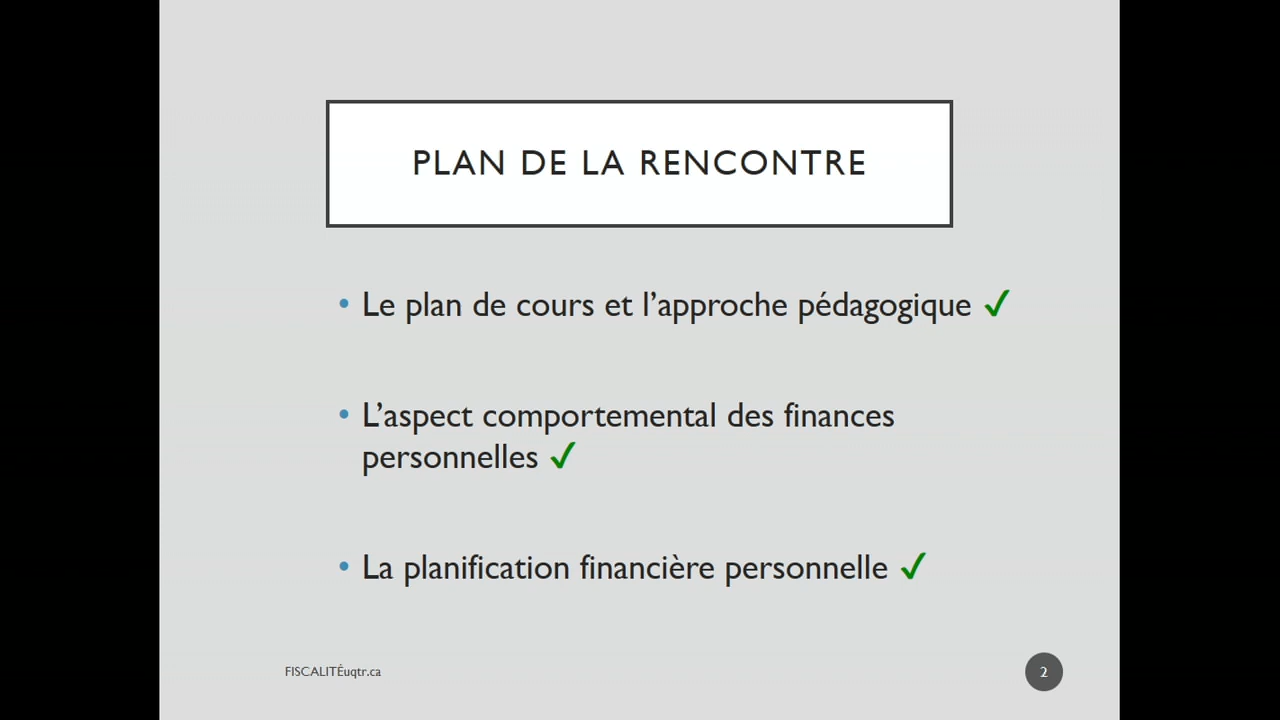 PLAN DE LA RENCONTRE
• Le plan de cours et l’approche pédagogique ✓
• L’aspect comportemental des finances
personnelles ✓
• La planification financière personnelle ✓
FISCALITÉuqtr.ca
2